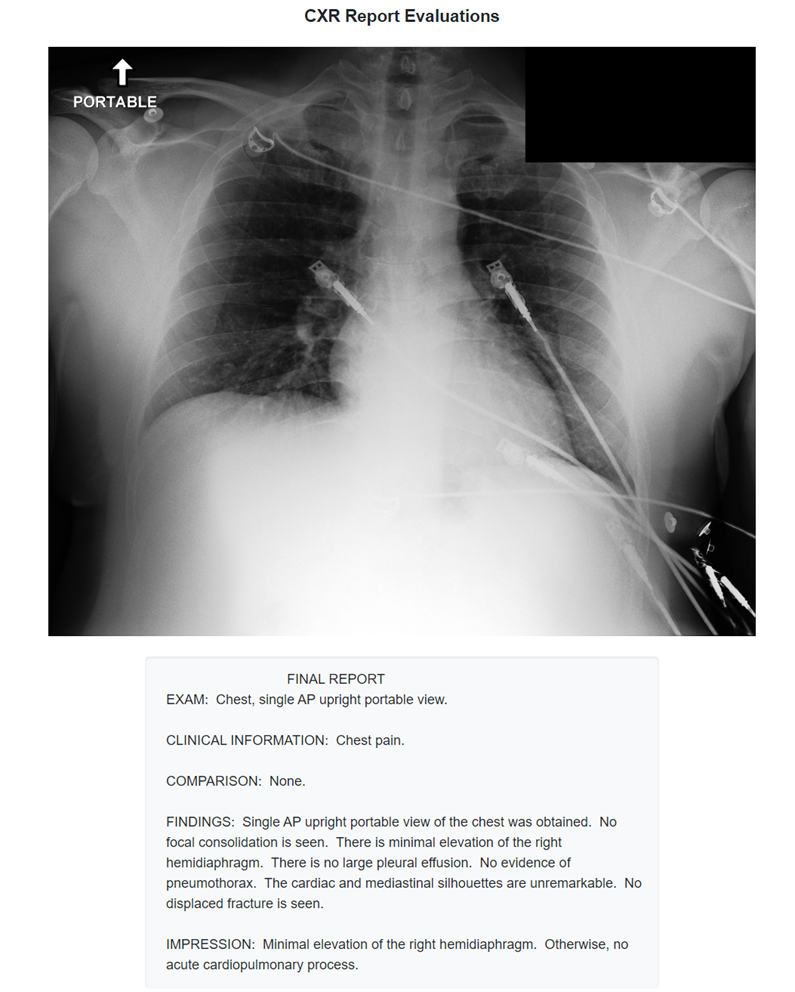 CXR Report Evaluations
PORTABLE
FINAL REPORT
EXAM:  Chest, single AP upright portable view.
CLINICAL INFORMATION:  Chest pain.
COMPARISON:  None.
FINDINGS:  Single AP upright portable view of the chest was obtained.  No
focal consolidation is seen.  There is minimal elevation of the right
hemidiaphragm.  There is no large pleural effusion.  No evidence of
pneumothorax.  The cardiac and mediastinal silhouettes are unremarkable.  No
displaced fracture is seen.
IMPRESSION:  Minimal elevation of the right hemidiaphragm.  Otherwise, no
acute cardiopulmonary process.